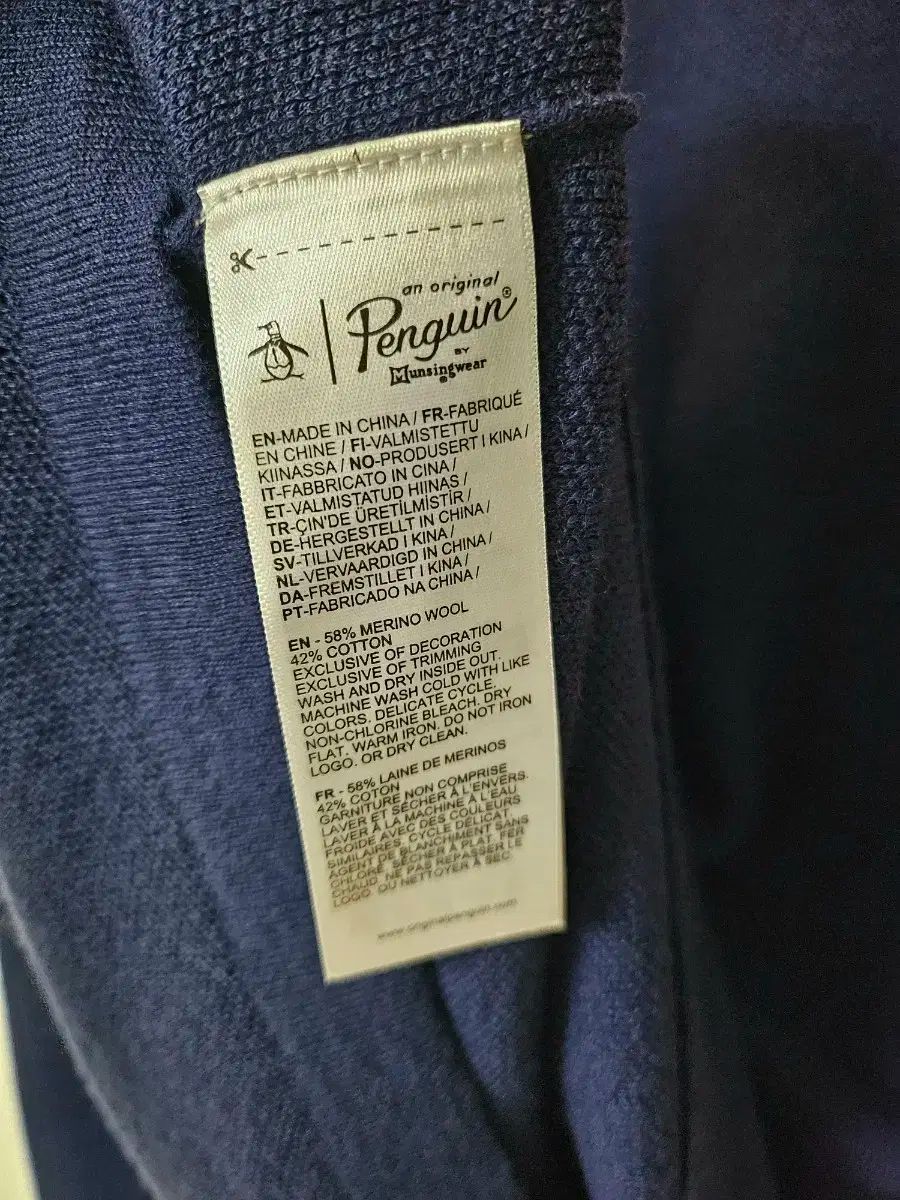 an original
Penguin®
BY
Munsingwear
®
EN-MADE IN CHINA / FR-FABRIQUÉ
EN CHINE / FI-VALMISTETTU
KIINASSA / NO-PRODUSERT I KINA /
IT-FABBRICATO IN CINA /
ET-VALMISTATUD HIINAS /
TR-ÇIN'DE ÜRETİLMİSTİR /
DE-HERGESTELLT IN CHINA /
SV-TILLVERKAD I KINA /
NL-VERVAARDIGD IN CHINA /
DA-FREMSTILLET I KINA /
PT-FABRICADO NA CHINA /
EN - 58% MERINO WOOL
42% COTTON
EXCLUSIVE OF DECORATION
EXCLUSIVE OF TRIMMING
WASH AND DRY INSIDE OUT.
MACHINE WASH COLD WITH LIKE
COLORS. DELICATE CYCLE.
NON-CHLORINE BLEACH. DRY
FLAT. WARM IRON. DO NOT IRON
LOGO. OR DRY CLEAN.
FR - 58% LAINE DE MERINOS
42% COTON
GARNITURE NON COMPRISE
LAVER ET SÉCHER À L'ENVERS.
LAVER À LA MACHINE À L'EAU
FROIDE AVEC DES COULEURS
SIMILAIRES. CYCLE DÉLICAT.
AGENT DE BLANCHIMENT SANS
CHLORE. SÉCHER À PLAT. FER
CHAUD. NE PAS REPASSER LE
LOGO. OU NETTOYER À SEC.
www.originalpenguin.com